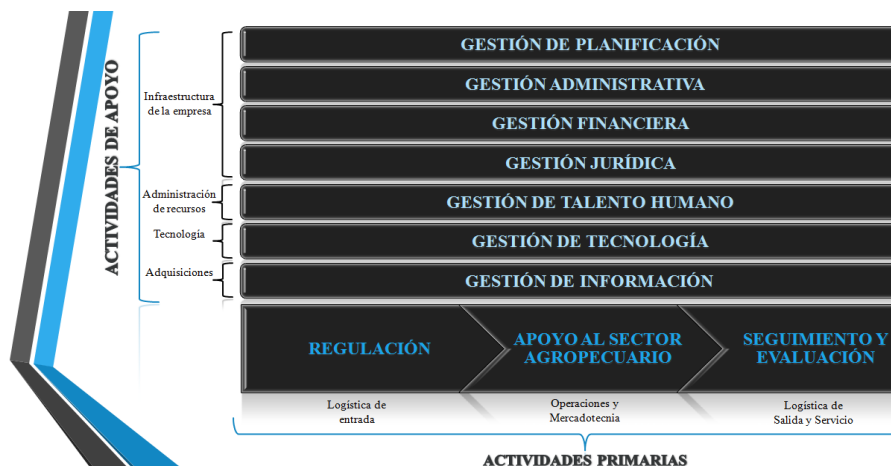 ACTIVIDADES DE APOYO
Infraestructura
de la empresa
GESTIÓN DE PLANIFICACIÓN
GESTIÓN ADMINISTRATIVA
GESTIÓN FINANCIERA
GESTIÓN JURÍDICA
Administración
de recursos
GESTIÓN DE TALENTO HUMANO
Tecnología
GESTIÓN DE TECNOLOGÍA
Adquisiciones
GESTIÓN DE INFORMACIÓN
REGULACIÓN
APOYO AL SECTOR
AGROPECUARIO
SEGUIMIENTO Y
EVALUACIÓN
Logística de
entrada
Operaciones y
Mercadotecnia
Logística de
Salida y Servicio
ACTIVIDADES PRIMARIAS